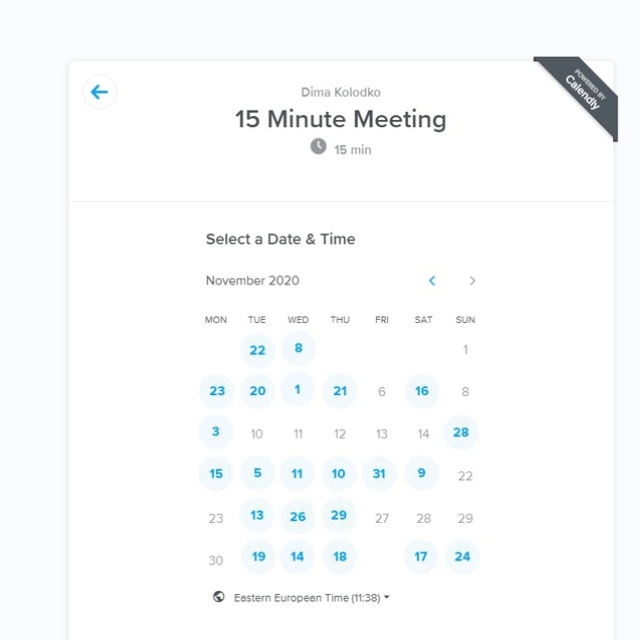 POWERED BY
Calendly
Dima Kolodko
15 Minute Meeting
15 min
Select a Date & Time
November 2020
MON TUE WED THU FRI SAT SUN
22 8 1
23 20 1 21 6 16 8
3 10 11 12 13 14 28
15 5 11 10 31 9 22
23 13 26 29 27 28 29
30 19 14 18 17 24
Eastern European Time (11:38)